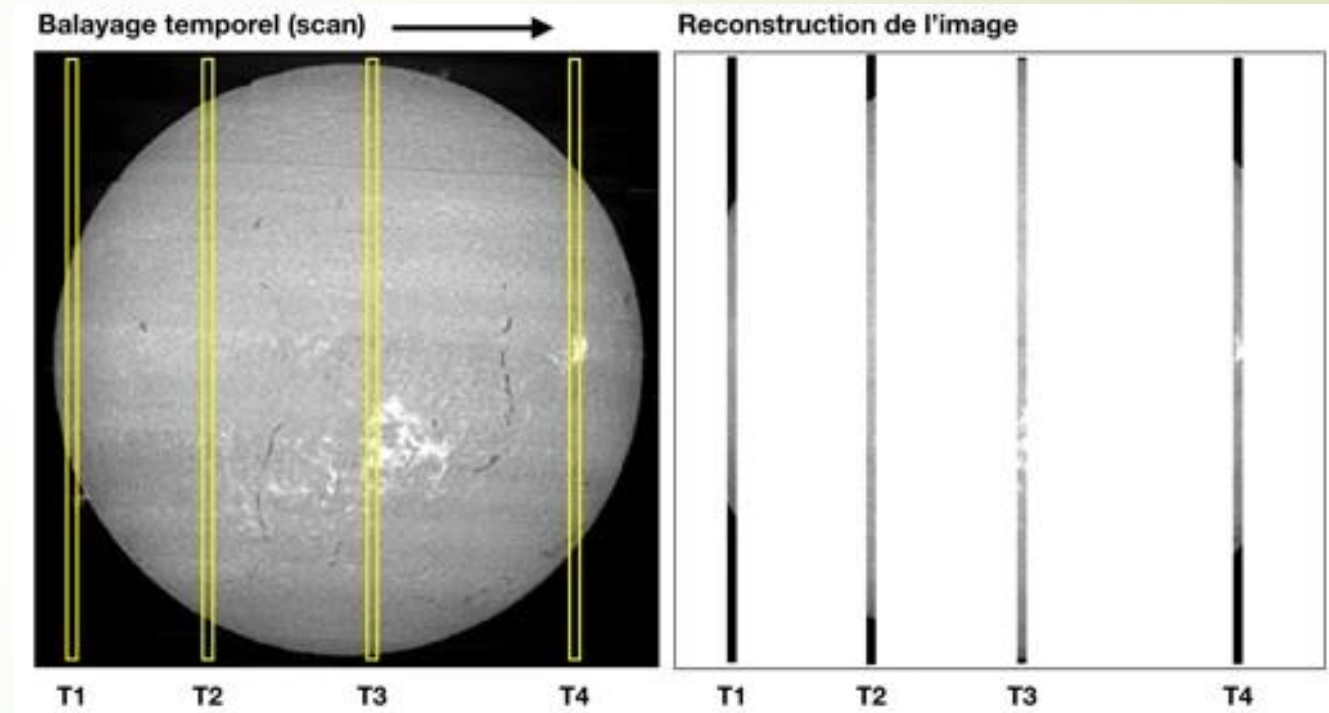 Balayage temporel (scan)
Reconstruction de l'image
T1 T2 T3 T4
T1 T2 T3 T4